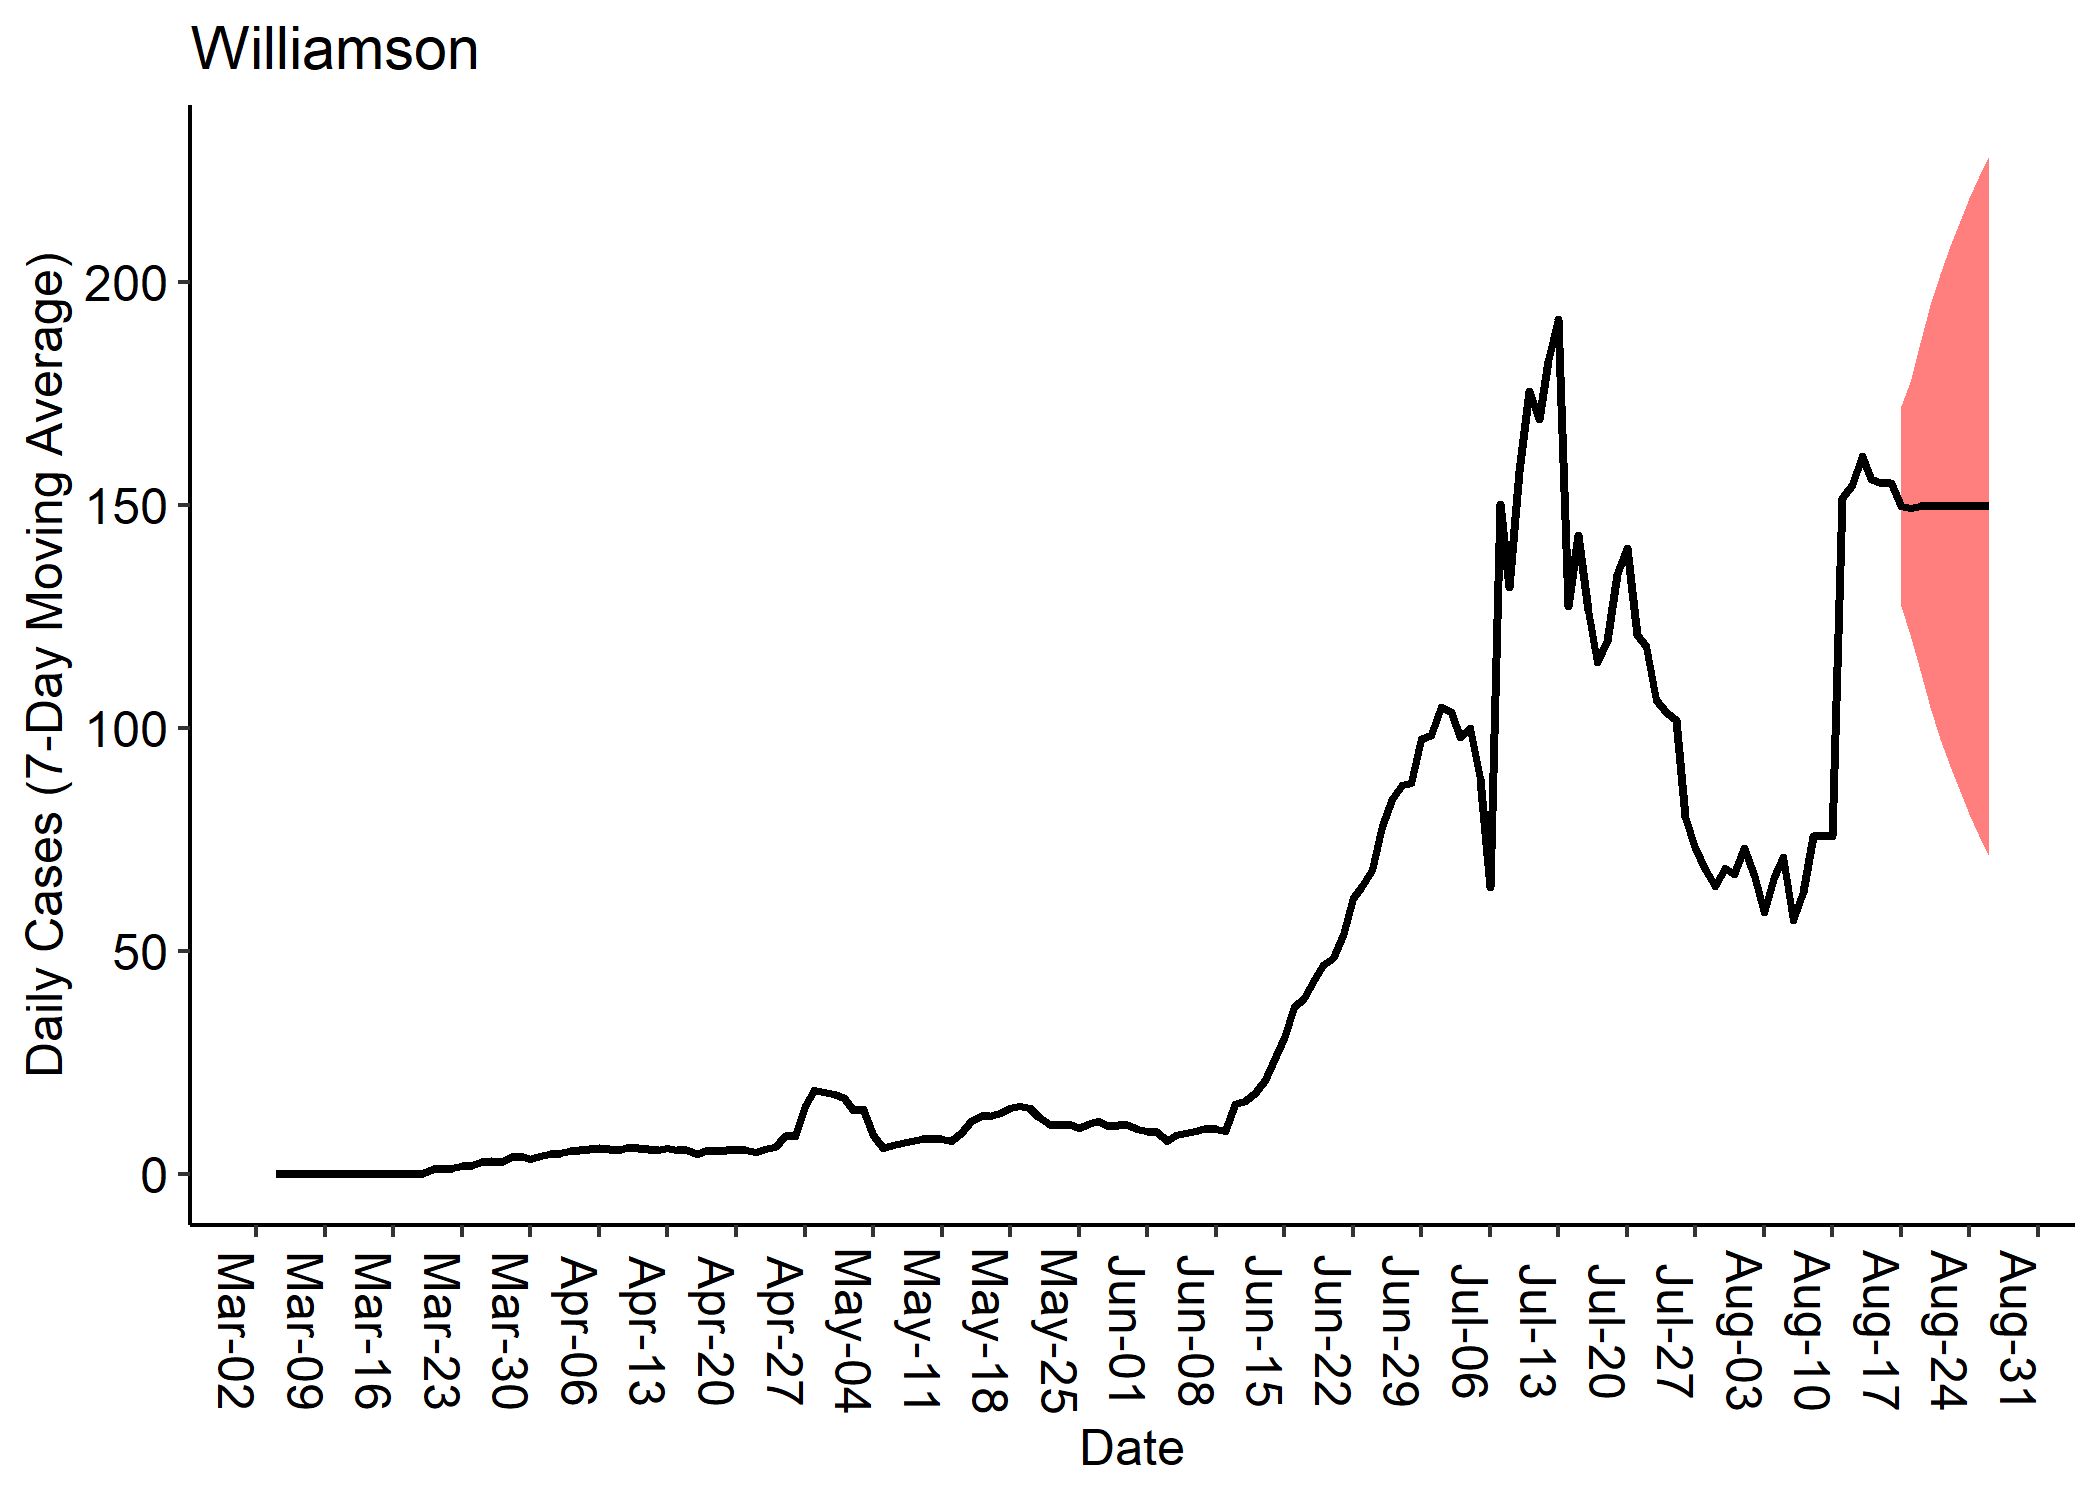 Williamson
Daily Cases (7-Day Moving Average)
200
150
100
50
0
Mar-02
Mar-09
Mar-16
Mar-23
Mar-30
Apr-06
Apr-13
Apr-20
Apr-27
May-04
May-11
May-18
May-25
Jun-01
Jun-08
Jun-15
Jun-22
Jun-29
Jul-06
Jul-13
Jul-20
Jul-27
Aug-03
Aug-10
Aug-17
Aug-24
Aug-31
Date